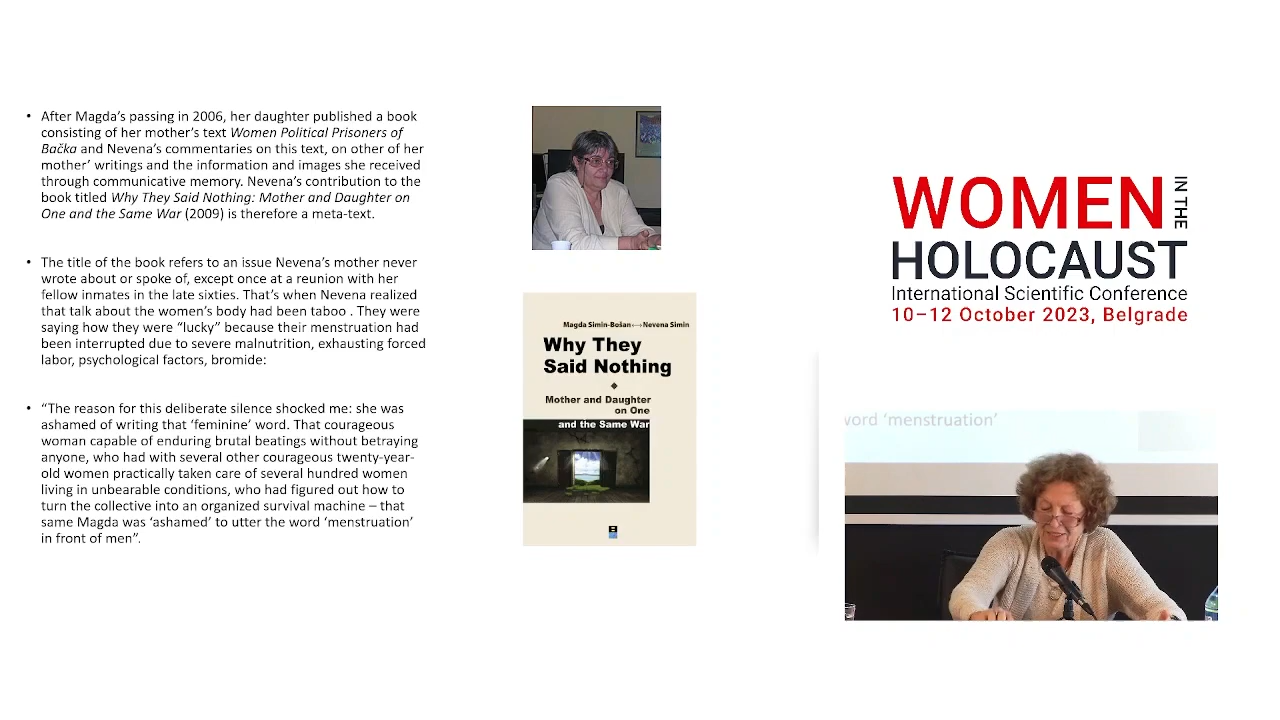 • After Magda’s passing in 2006, her daughter published a book
consisting of her mother’s text Women Political Prisoners of
Bačka and Nevena’s commentaries on this text, on other of her
mother’ writings and the information and images she received
through communicative memory. Nevena’s contribution to the
book titled Why They Said Nothing: Mother and Daughter on
One and the Same War (2009) is therefore a meta-text.
• The title of the book refers to an issue Nevena’s mother never
wrote about or spoke of, except once at a reunion with her
fellow inmates in the late sixties. That’s when Nevena realized
that talk about the women’s body had been taboo . They were
saying how they were “lucky” because their menstruation had
been interrupted due to severe malnutrition, exhausting forced
labor, psychological factors, bromide:
• “The reason for this deliberate silence shocked me: she was
ashamed of writing that ‘feminine’ word. That courageous
woman capable of enduring brutal beatings without betraying
anyone, who had with several other courageous twenty-year-
old women practically taken care of several hundred women
living in unbearable conditions, who had figured out how to
turn the collective into an organized survival machine – that
same Magda was ‘ashamed’ to utter the word ‘menstruation’
in front of men”.
Magda Simin-Bošan↔Nevena Simin
Why They
Said Nothing
Mother and Daughter
on One
and the Same War
WOMEN IN THE
HOLOCAUST
International Scientific Conference
10–12 October 2023, Belgrade
word ‘menstruation’